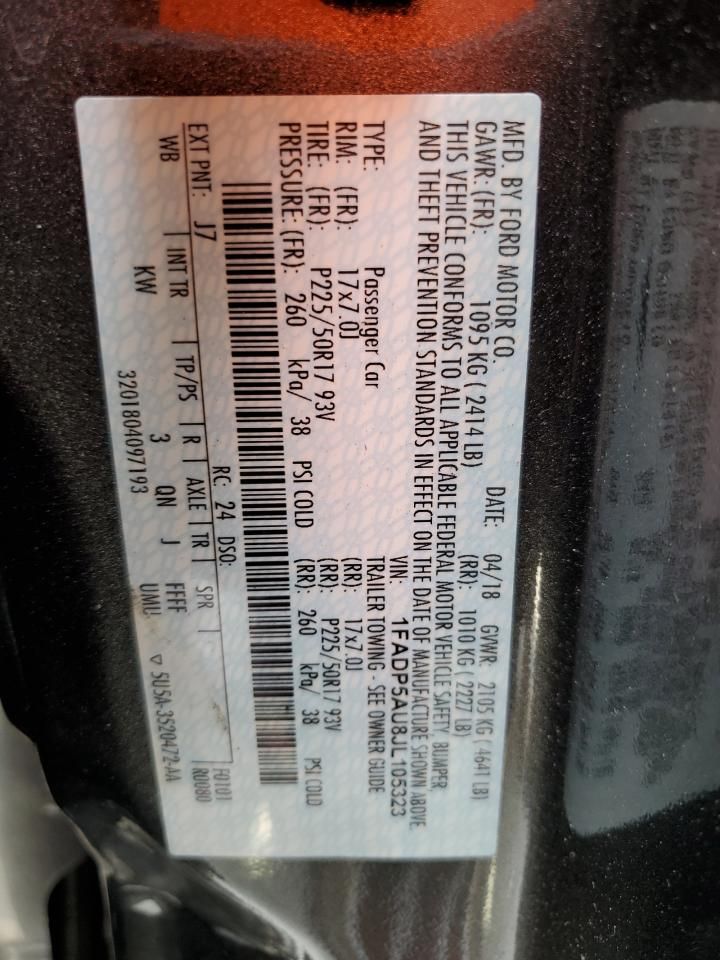 MFD. BY FORD MOTOR CO.
DATE: 04/18 GVWR: 2105 KG (4641 LB)
GAWR: (FR): 1095 KG (2414 LB) (RR): 1010 KG (2227 LB)
THIS VEHICLE CONFORMS TO ALL APPLICABLE FEDERAL MOTOR VEHICLE SAFETY, BUMPER
AND THEFT PREVENTION STANDARDS IN EFFECT ON THE DATE OF MANUFACTURE SHOWN ABOVE
VIN: 1FADP5AU8JL105323
TYPE: Passenger Car TRAILER TOWING - SEE OWNER GUIDE
RIM: (FR): 17x7.0J (RR): 17x7.0J
TIRE: (FR): P225/50R17 93V (RR): P225/50R17 93V
PRESSURE: (FR): 260 kPa/ 38 PSI COLD (RR): 260 kPa/ 38 PSI COLD
RC: 24 DSO: F0101
EXT PNT: J7 R0080
WB | INT TR | TP/PS | R | AXLE | TR | SPR |
KW 3 QN J FFFF
3201804097193 UMU ▽ 5U5A-3520472-AA